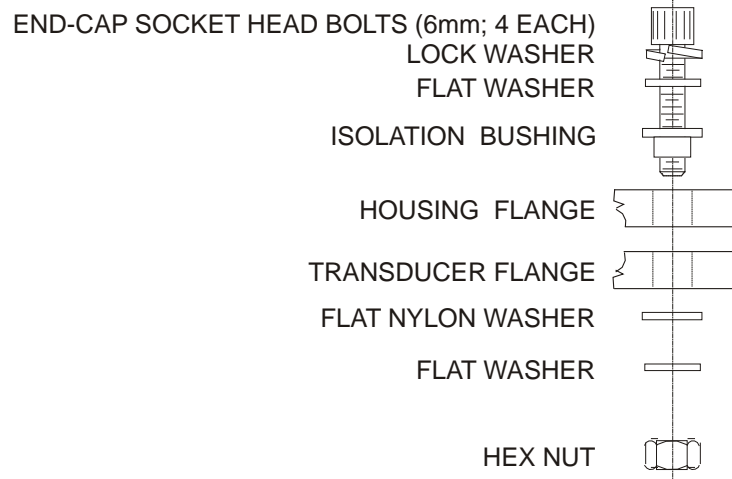 END-CAP SOCKET HEAD BOLTS (6mm; 4 EACH)
LOCK WASHER
FLAT WASHER
ISOLATION BUSHING
HOUSING FLANGE
TRANSDUCER FLANGE
FLAT NYLON WASHER
FLAT WASHER
HEX NUT